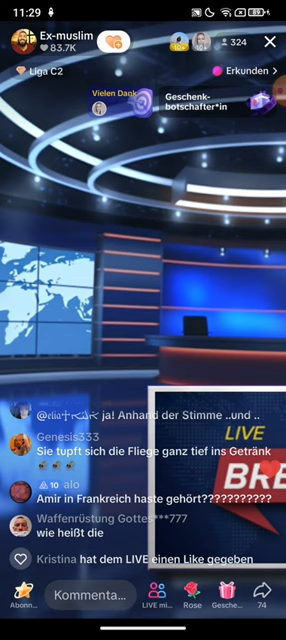 11:29
89
Ex-muslim
83.7K
10+
10+
324
Liga C2
Erkunden >
Vielen Dank
Geschenk-
botschafter*in
ja! Anhand der Stimme ..und ..
Genesis333
Sie tupft sich die Fliege ganz tief ins Getränk
10 alo
Amir in Frankreich haste gehört???????????
Waffenrüstung Gottes***777
wie heißt die
Kristina hat dem LIVE einen Like gegeben
LIVE
BRE
Abonn...
Kommenta...
LIVE mi...
Rose
Gesche...
74